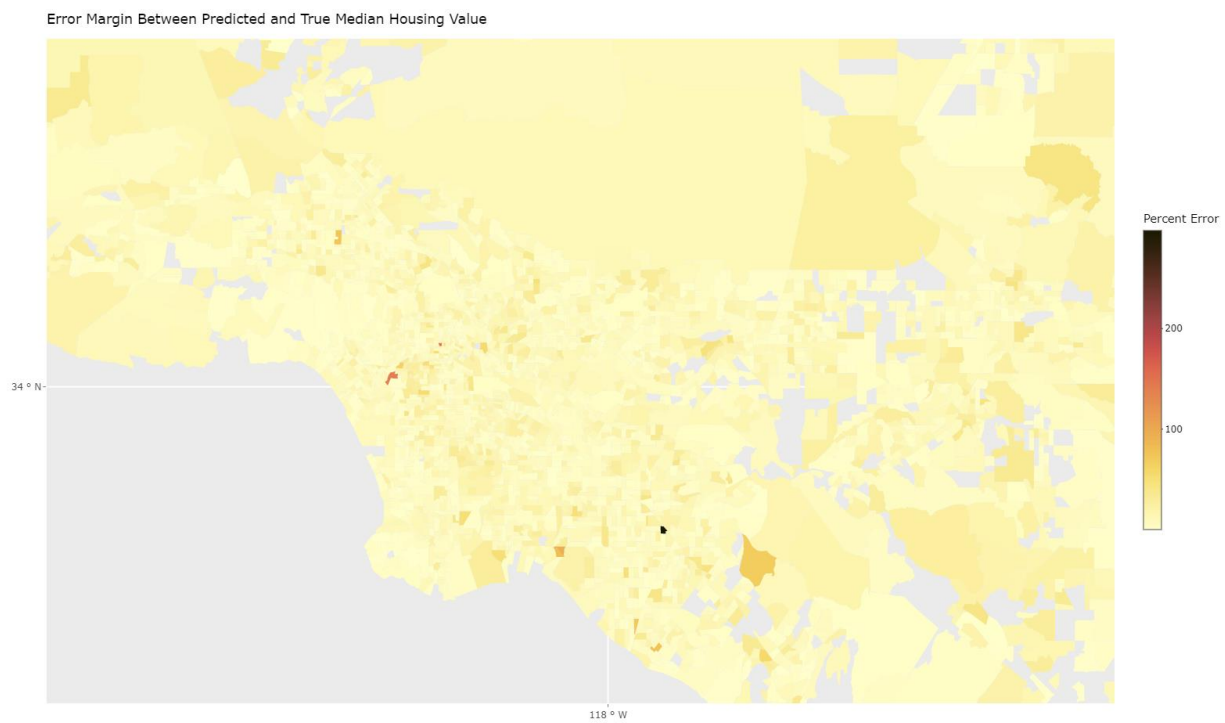 Error Margin Between Predicted and True Median Housing Value
Percent Error
200
100
34 ° N
118 ° W